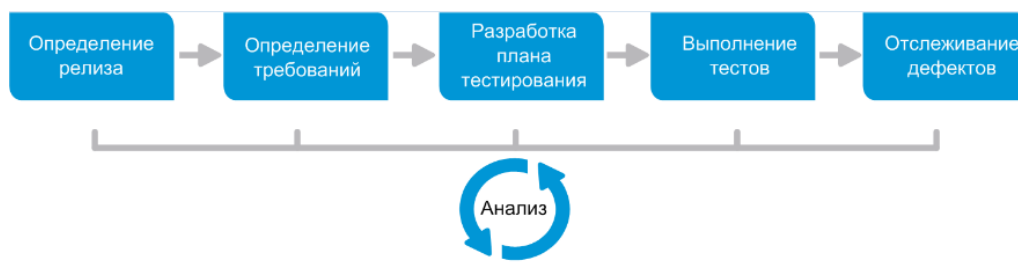 Определение
релиза
Определение
требований
Разработка
плана
тестирования
Выполнение
тестов
Отслеживание
дефектов
Анализ